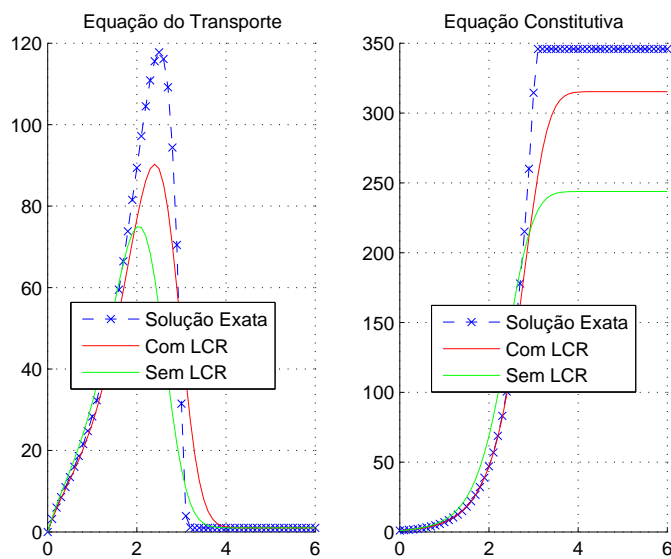 Equação do Transporte
120
100
80
60
40
20
0
0 2 4 6
Solução Exata
Com LCR
Sem LCR
Equação Constitutiva
350
300
250
200
150
100
50
0
0 2 4 6
Solução Exata
Com LCR
Sem LCR